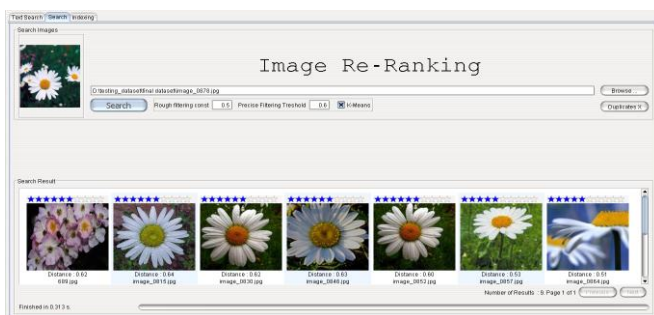 Text Search Search Indexing
Search Images
Image Re-Ranking
D:\testing_dataset\final dataset\image_0878.jpg
Browse...
Search Rough filtering const. 0.5 Precise Filtering Treshold 0.6 K-Means
Duplicates X
Search Result
Distance : 0.62 Distance : 0.64 Distance : 0.62 Distance : 0.63 Distance : 0.60 Distance : 0.53 Distance : 0.51
609.jpg image_0815.jpg image_0830.jpg image_0848.jpg image_0852.jpg image_0857.jpg image_0864.jpg
Number of Results : 9. Page 1 of 1 Previous Next
Finished in 0.313 s.